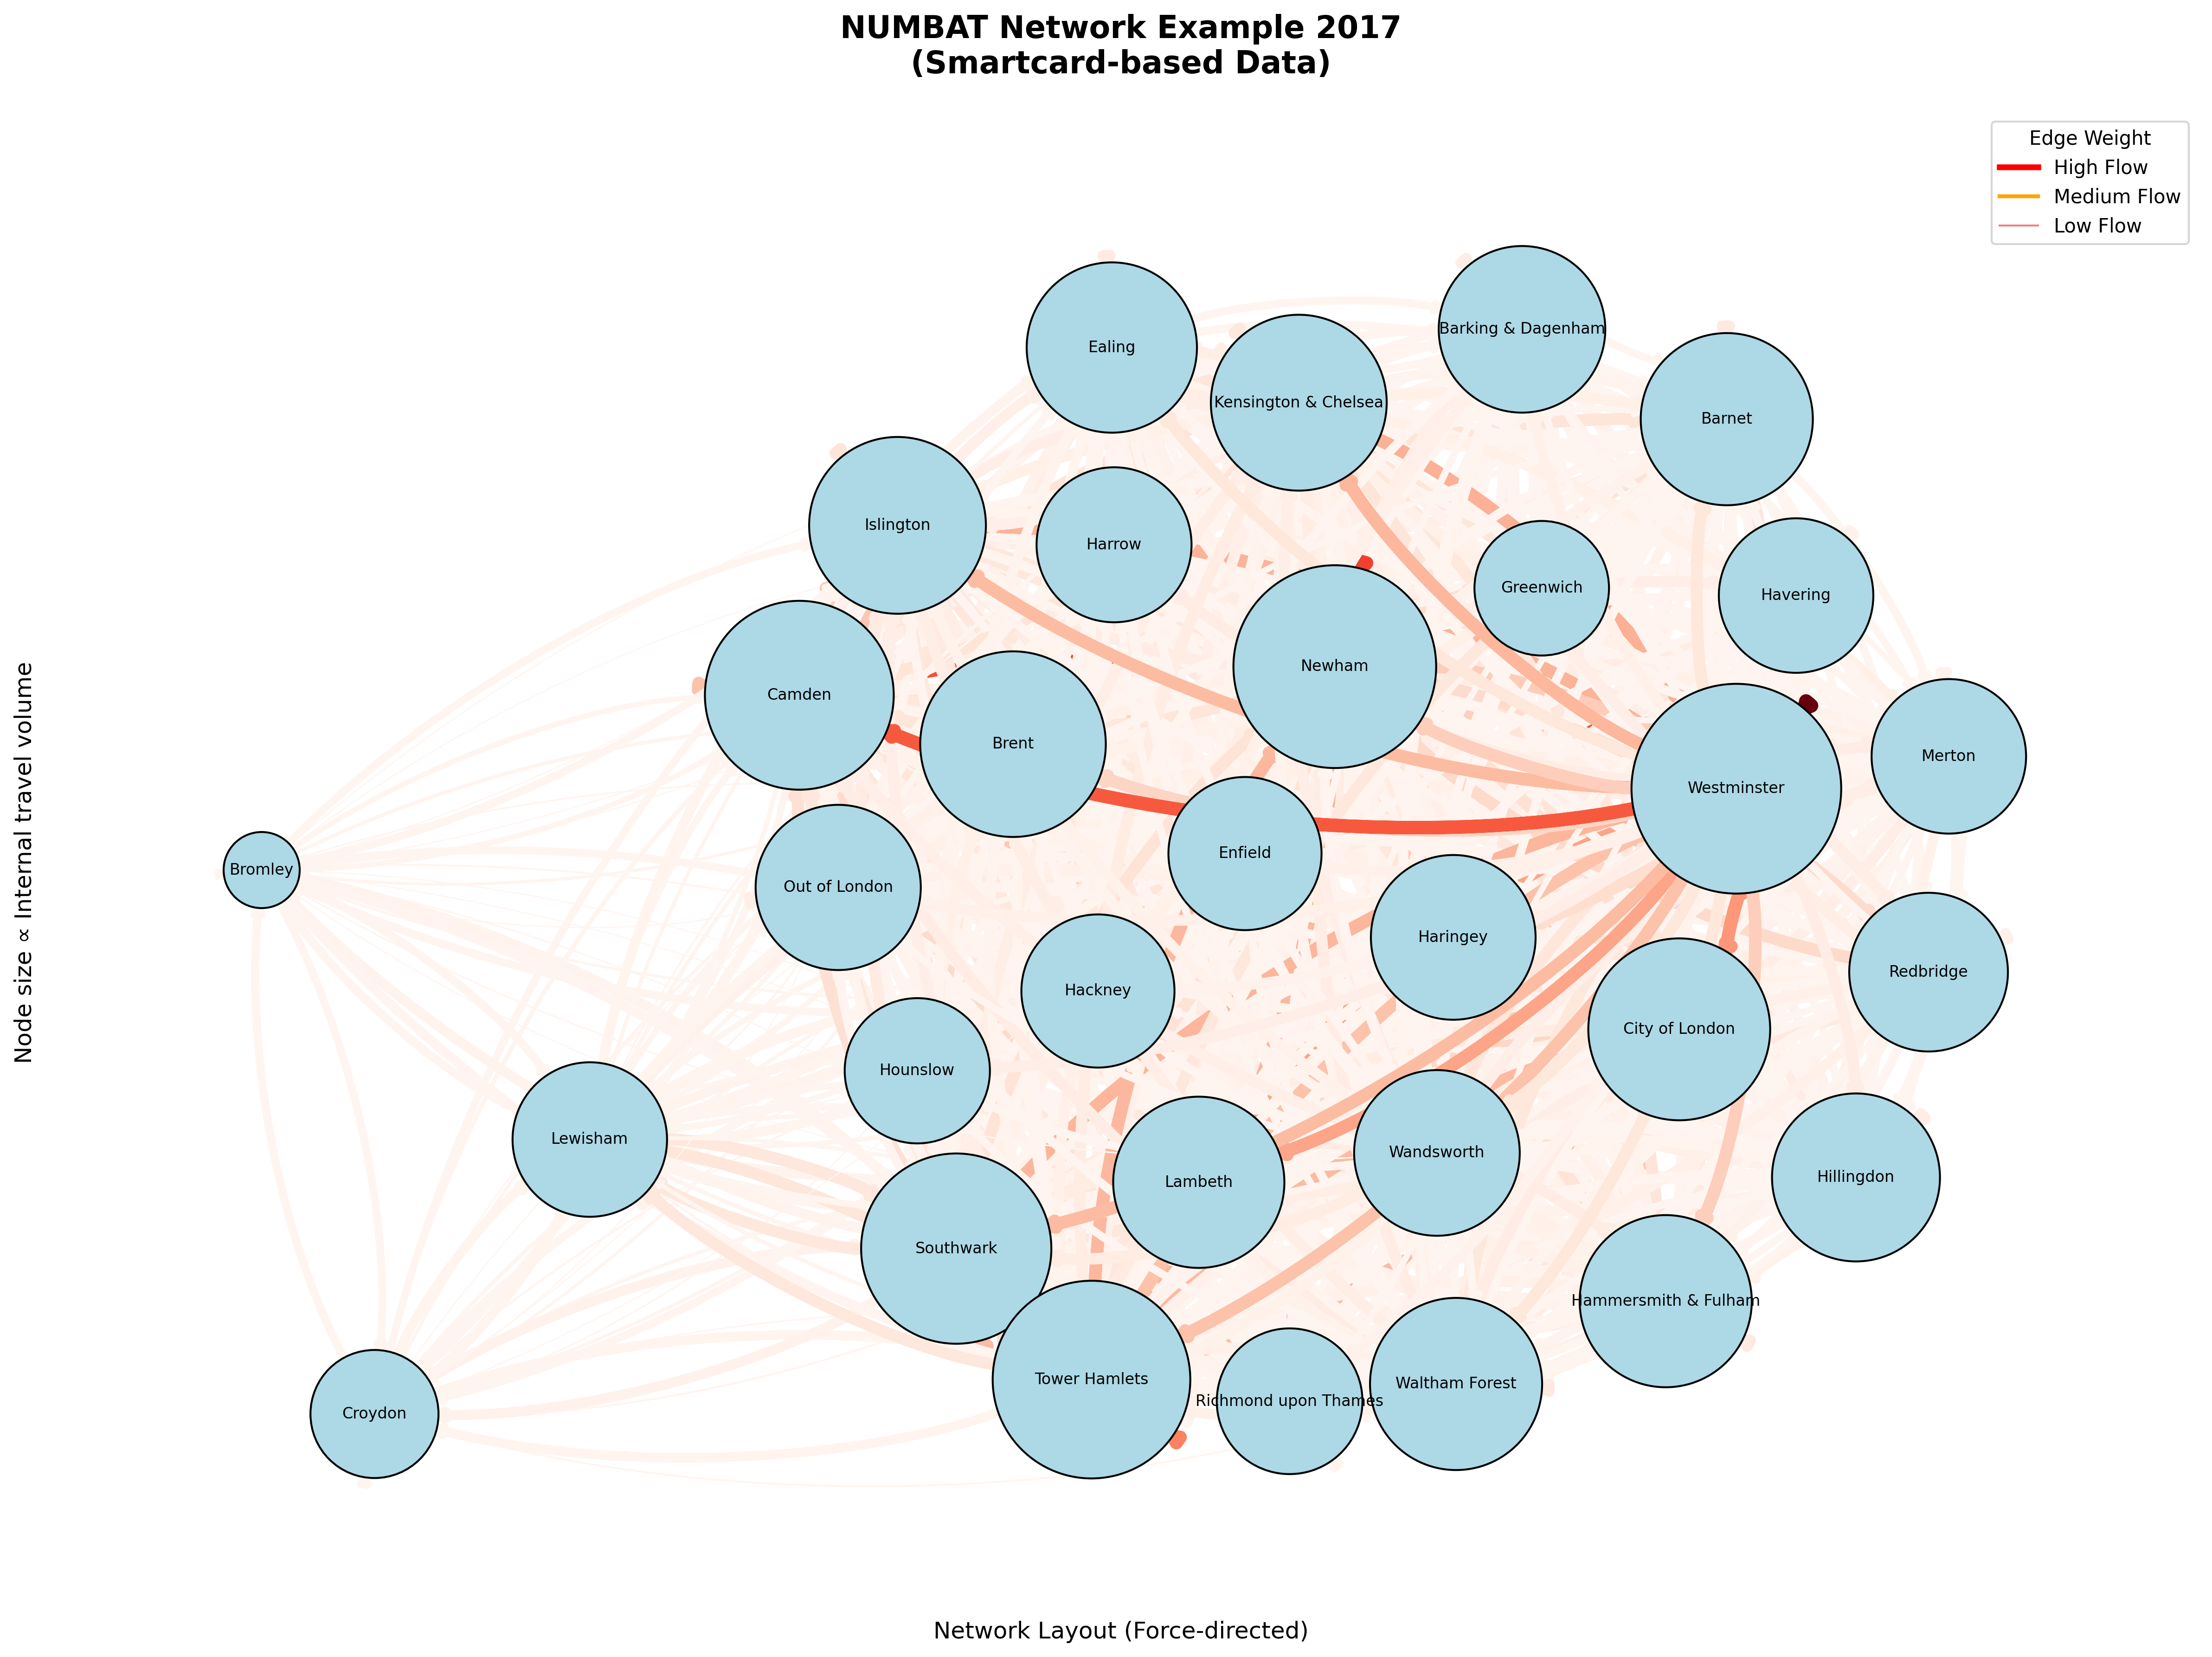 NUMBAT Network Example 2017
(Smartcard-based Data)
Edge Weight
High Flow
Medium Flow
Low Flow
Barking & Dagenham
Ealing
Kensington & Chelsea
Barnet
Islington
Harrow
Greenwich
Havering
Newham
Camden
Brent
Merton
Westminster
Enfield
Bromley
Out of London
Haringey
Redbridge
Hackney
City of London
Hounslow
Lewisham
Wandsworth
Hillingdon
Lambeth
Southwark
Hammersmith & Fulham
Tower Hamlets
Waltham Forest
Richmond upon Thames
Croydon
Node size ∝ Internal travel volume
Network Layout (Force-directed)